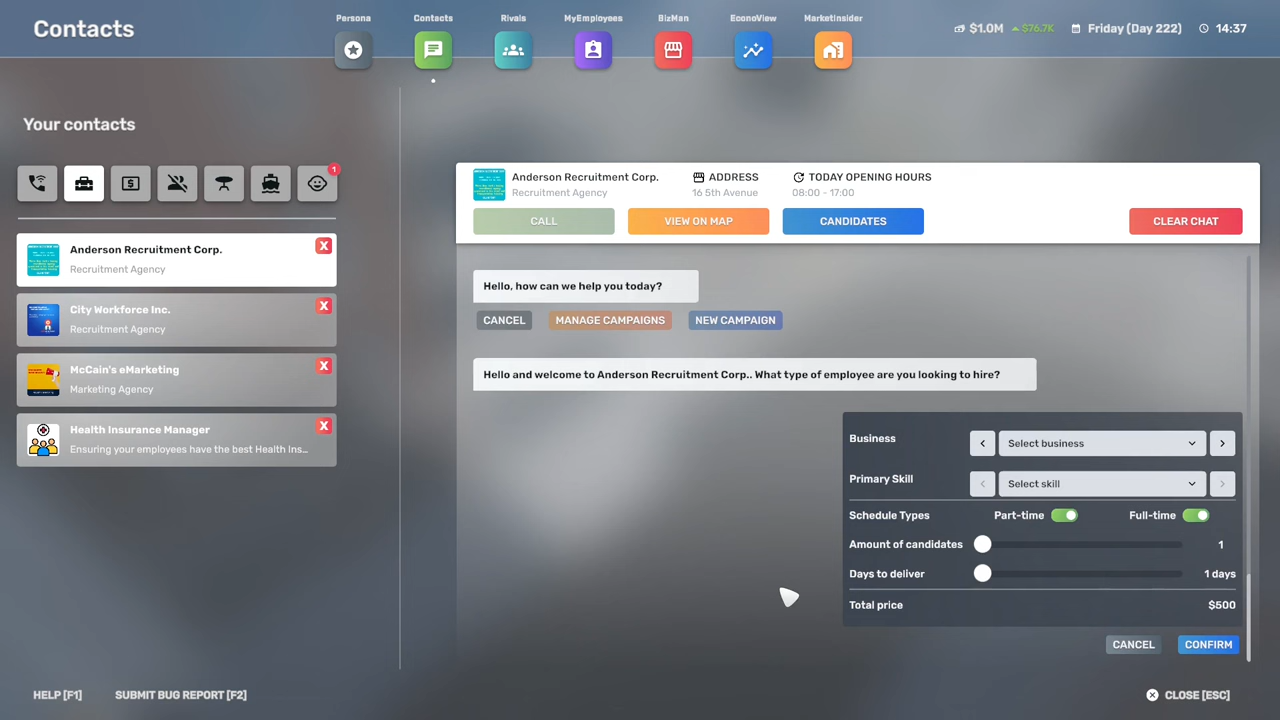 Contacts
Persona
Contacts
Rivals
MyEmployees
BizMan
EconoView
MarketInsider
$1.0M
$76.7K
Friday (Day 222)
14:37
Your contacts
1
Anderson Recruitment Corp.
Recruitment Agency
X
City Workforce Inc.
Recruitment Agency
X
McCain's eMarketing
Marketing Agency
X
Health Insurance Manager
Ensuring your employees have the best Health Ins...
X
Anderson Recruitment Corp.
Recruitment Agency
ADDRESS
16 5th Avenue
TODAY OPENING HOURS
08:00 - 17:00
CALL
VIEW ON MAP
CANDIDATES
CLEAR CHAT
Hello, how can we help you today?
CANCEL
MANAGE CAMPAIGNS
NEW CAMPAIGN
Hello and welcome to Anderson Recruitment Corp.. What type of employee are you looking to hire?
Business
Select business
Primary Skill
Select skill
Schedule Types
Part-time
Full-time
Amount of candidates
1
Days to deliver
1 days
Total price
$500
CANCEL
CONFIRM
HELP [F1]
SUBMIT BUG REPORT [F2]
CLOSE [ESC]